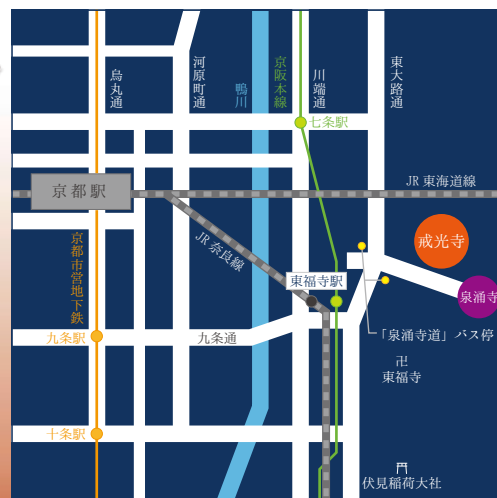 烏丸通
河原町通
鴨川
京阪本線
川端通
東大路通
七条駅
京都駅
JR 東海道線
JR 奈良線
戒光寺
京都市営地下鉄
東福寺駅
泉涌寺
九条駅
九条通
「泉涌寺道」バス停
卍
東福寺
十条駅
伏見稲荷大社